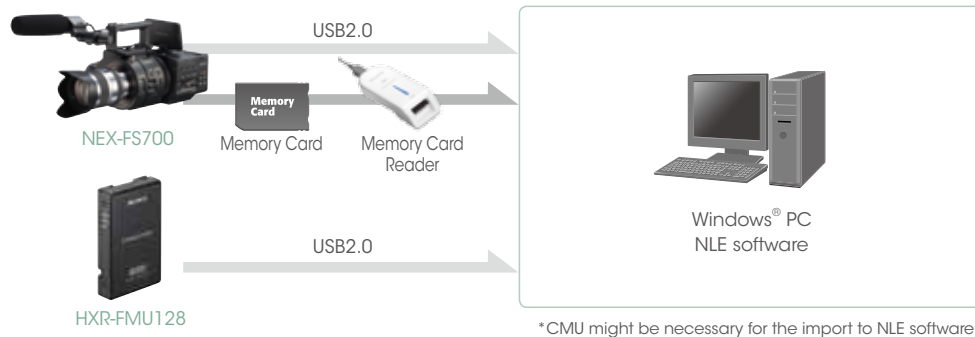 USB2.0
Memory
Card
NEX-FS700
Memory Card
Memory Card
Reader
Windows® PC
NLE software
USB2.0
HXR-FMU128
*CMU might be necessary for the import to NLE software